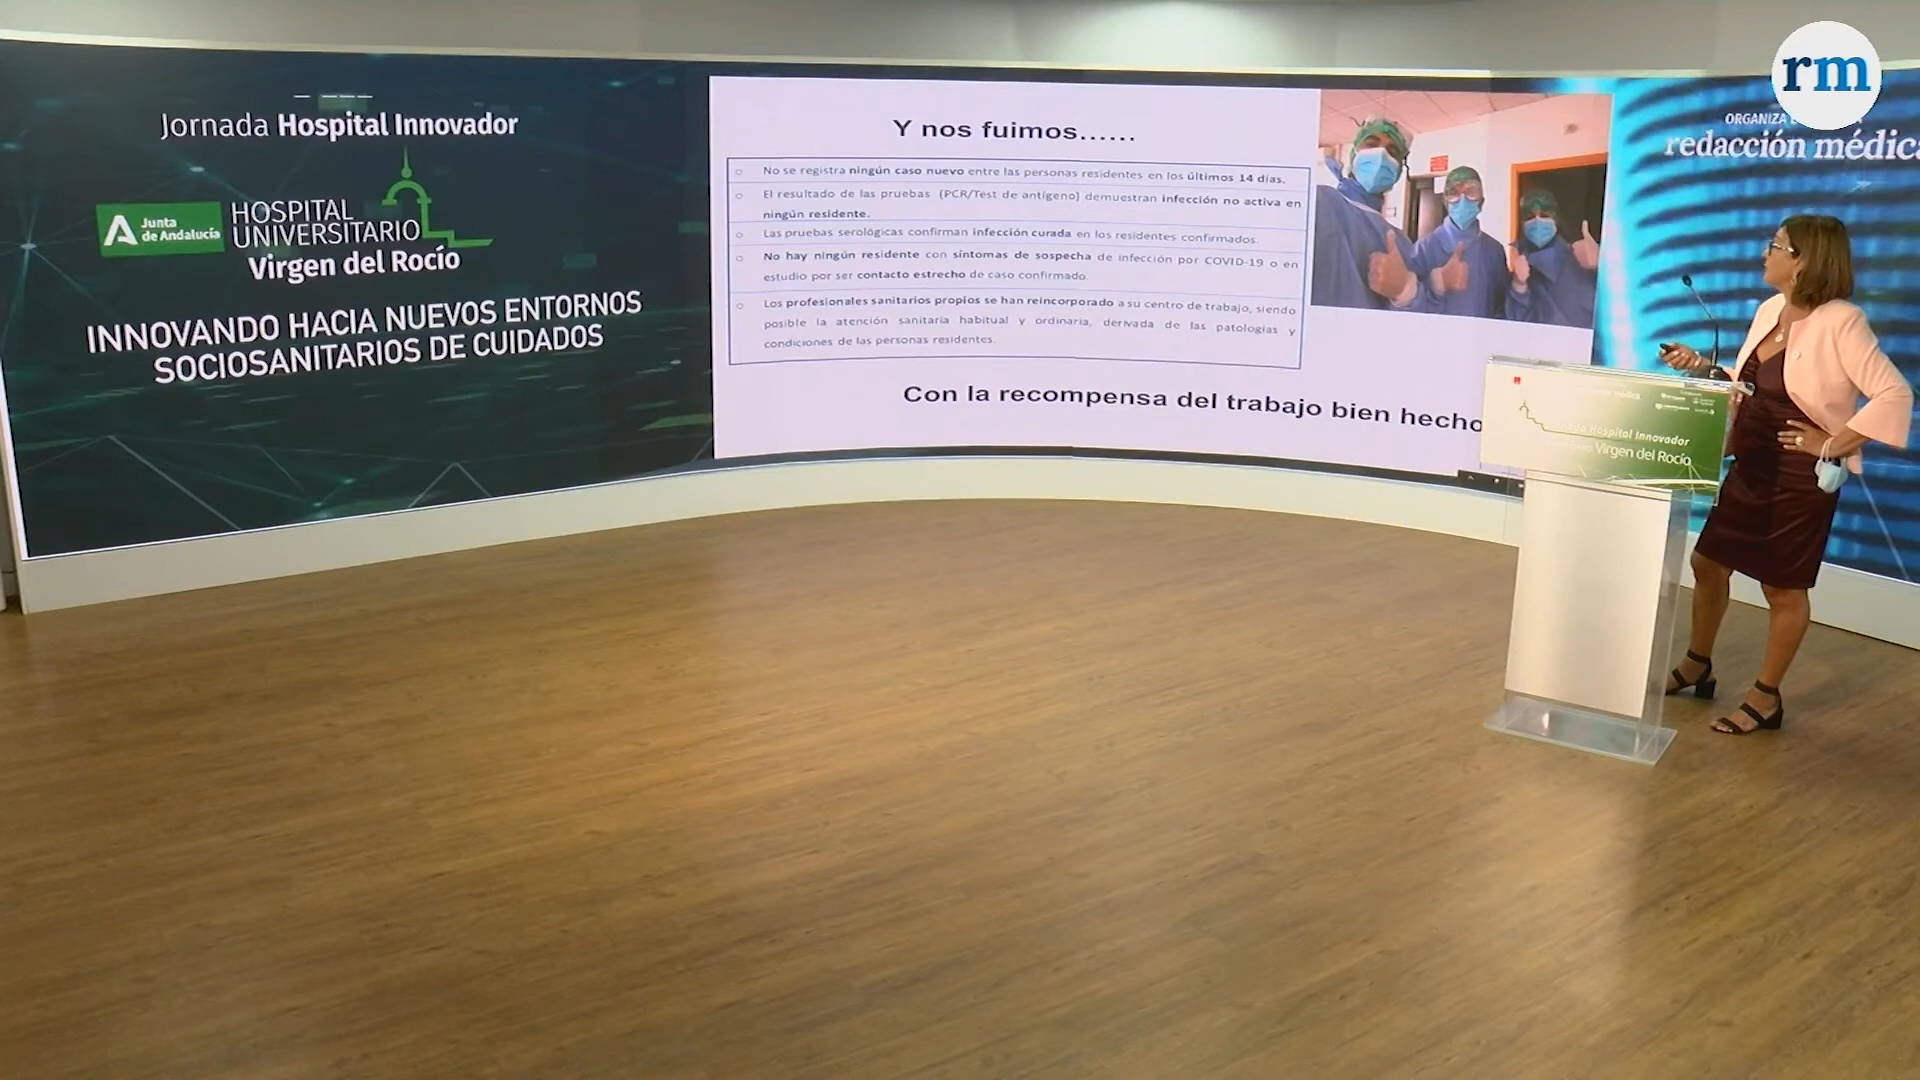 rm
Jornada Hospital Innovador
Junta
de Andalucía
HOSPITAL
UNIVERSITARIO
Virgen del Rocío
INNOVANDO HACIA NUEVOS ENTORNOS
SOCIOSANITARIOS DE CUIDADOS
Y nos fuimos......
No se registra ningún caso nuevo entre las personas residentes en los últimos 14 días.
El resultado de las pruebas (PCR/Test de antígeno) demuestran infección no activa en
ningún residente.
Las pruebas serológicas confirman infección curada en los residentes confirmados.
No hay ningún residente con síntomas de sospecha de infección por COVID-19 o en
estudio por ser contacto estrecho de caso confirmado.
Los profesionales sanitarios propios se han reincorporado a su centro de trabajo, siendo
posible la atención sanitaria habitual y ordinaria, derivada de las patologías y
condiciones de las personas residentes.
Con la recompensa del trabajo bien hecho
ORGANIZA
redacción médica
Hospital Innovador
Virgen del Rocío